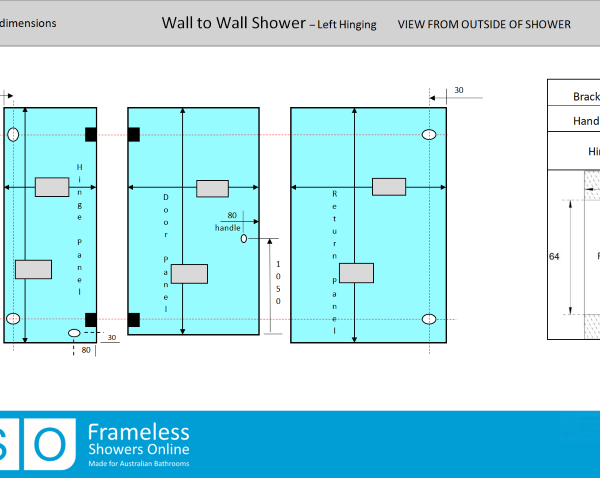 dimensions
Wall to Wall Shower – Left Hinging
VIEW FROM OUTSIDE OF SHOWER
30
Hinge Panel
Door Panel
80
handle
1050
Return Panel
30
80
64
Brack
Hand
Hi
SO
Frameless
Showers Online
Made for Australian Bathrooms